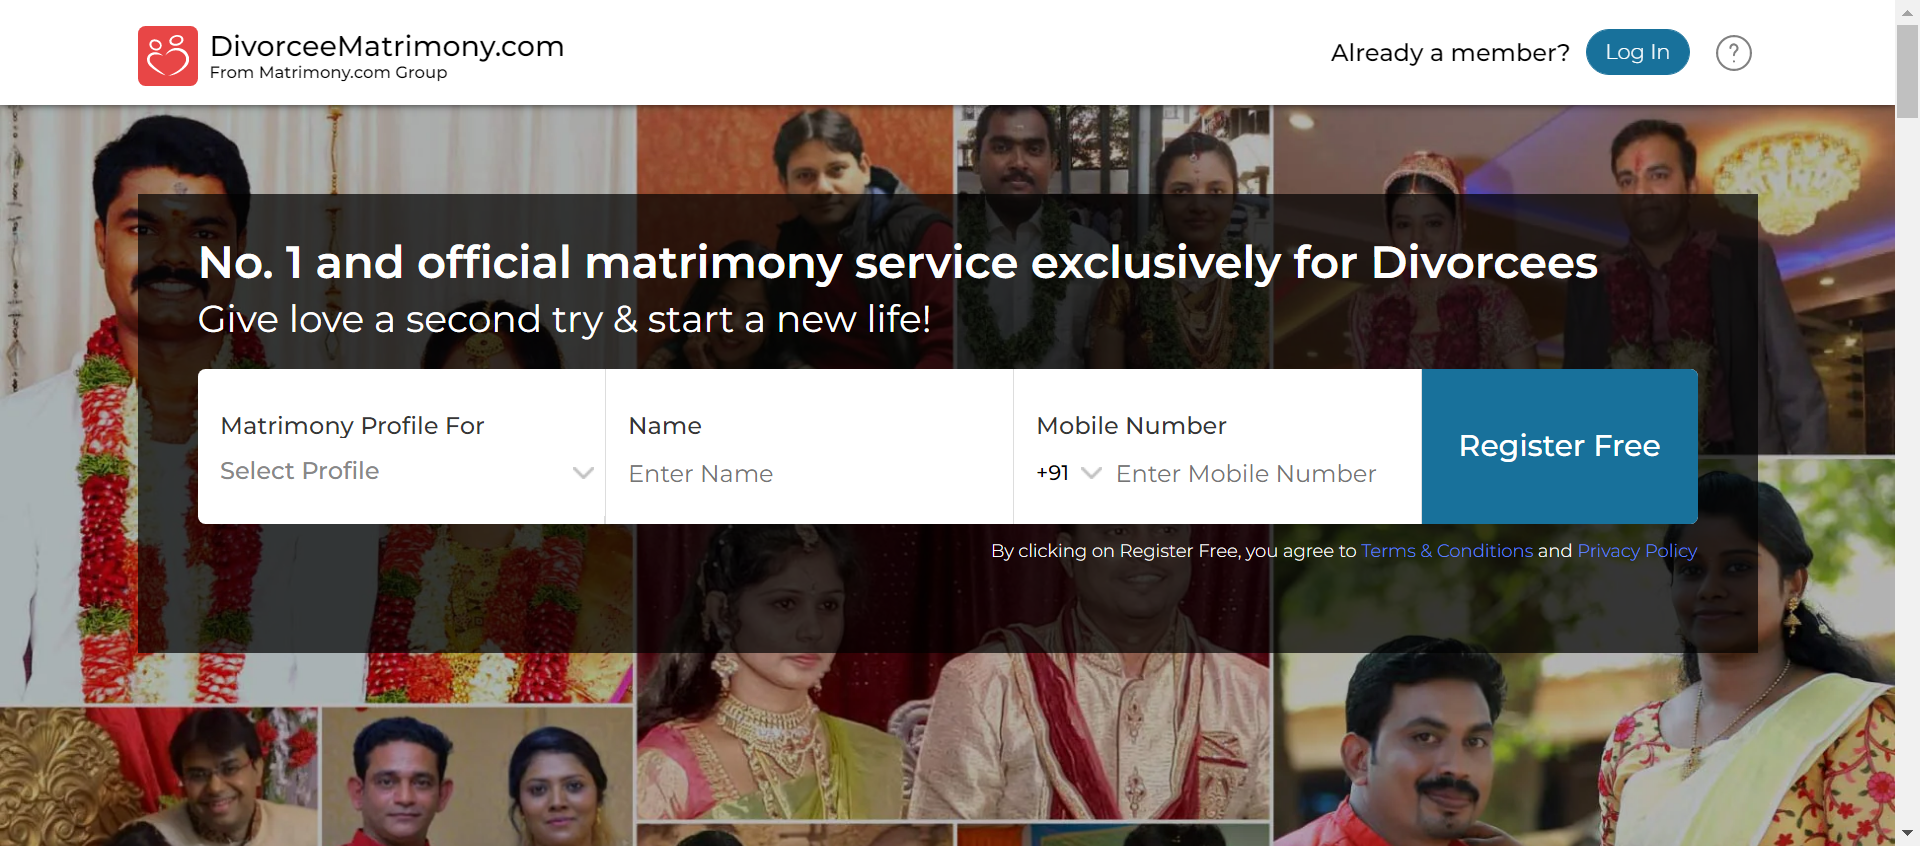 DivorceeMatrimony.com
From Matrimony.com Group
Already a member?
Log In
?
No. 1 and official matrimony service exclusively for Divorcees
Give love a second try & start a new life!
Matrimony Profile For
Select Profile
Name
Enter Name
Mobile Number
+91
Enter Mobile Number
Register Free
By clicking on Register Free, you agree to Terms & Conditions and Privacy Policy